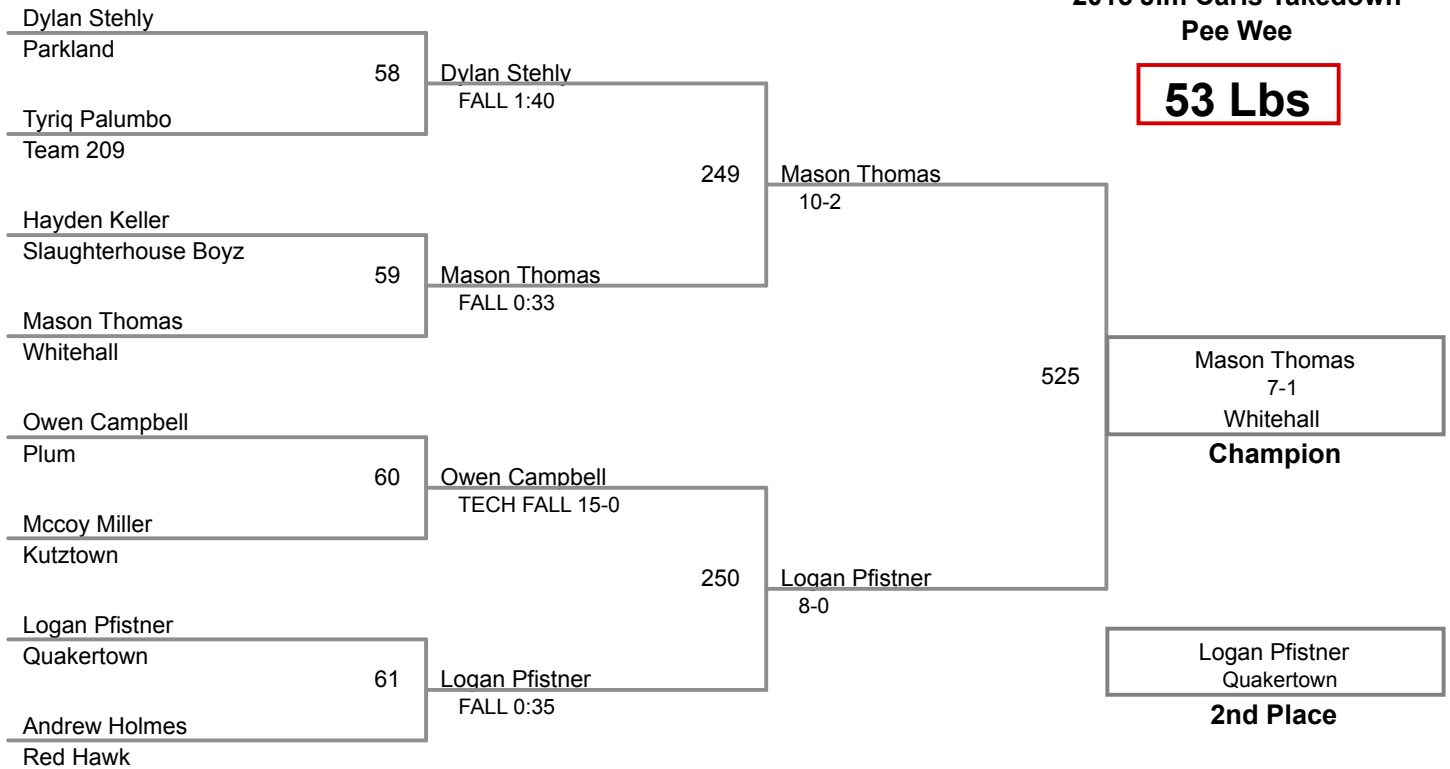 Pee Wee
53 Lbs
Dylan Stehly
Parkland
58
Tyriq Palumbo
Team 209
Dylan Stehly
FALL 1:40
Hayden Keller
Slaughterhouse Boyz
59
Mason Thomas
Whitehall
Mason Thomas
FALL 0:33
249
Mason Thomas
10-2
Owen Campbell
Plum
60
Mccoy Miller
Kutztown
Owen Campbell
TECH FALL 15-0
Logan Pfistner
Quakertown
61
Andrew Holmes
Red Hawk
Logan Pfistner
FALL 0:35
250
Logan Pfistner
8-0
525
Mason Thomas
7-1
Whitehall
Champion
Logan Pfistner
Quakertown
2nd Place